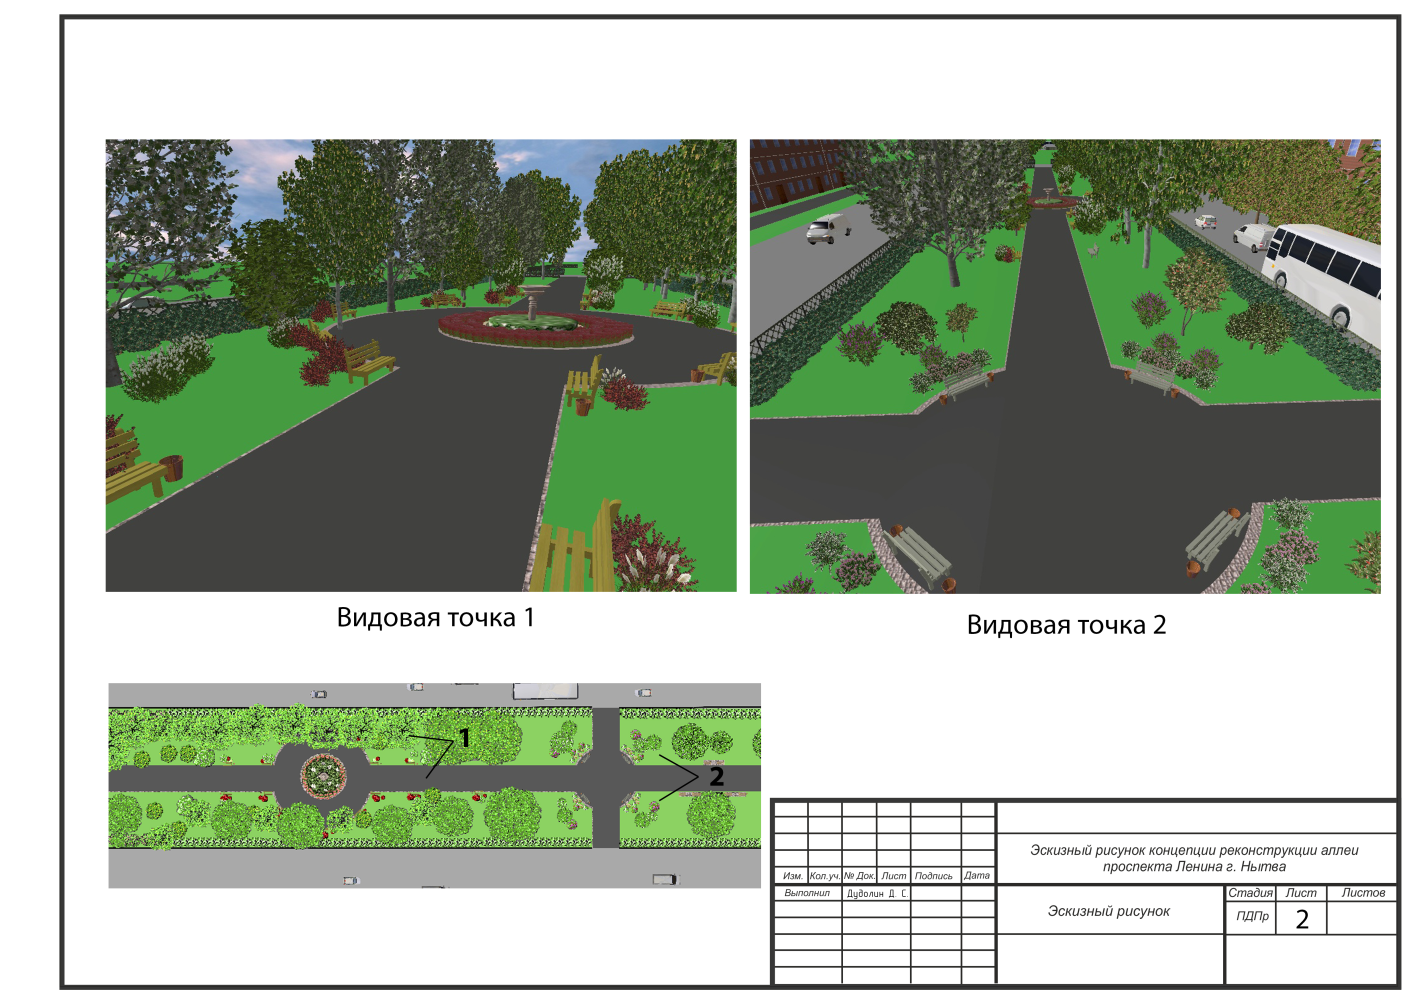 Видовая точка 1
Видовая точка 2
1
2
Эскизный рисунок концепции реконструкции аллеи
проспекта Ленина г. Нытва
Изм. Кол.уч. № Док. Лист Подпись Дата
Выполнил Дудолин Д. С.
Стадия Лист Листов
Эскизный рисунок
ПДПр 2